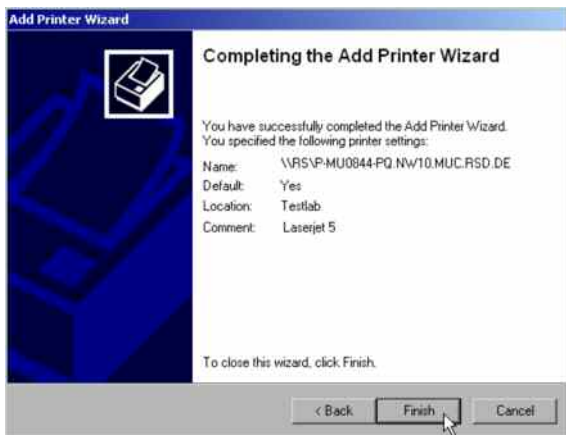 Add Printer Wizard
Completing the Add Printer Wizard
You have successfully completed the Add Printer Wizard.
You specified the following printer settings:
Name: \\RS\P-MU0844-PQ.NW10.MUC.RSD.DE
Default: Yes
Location: Testlab
Comment: Laserjet 5
To close this wizard, click Finish.
< Back Finish Cancel